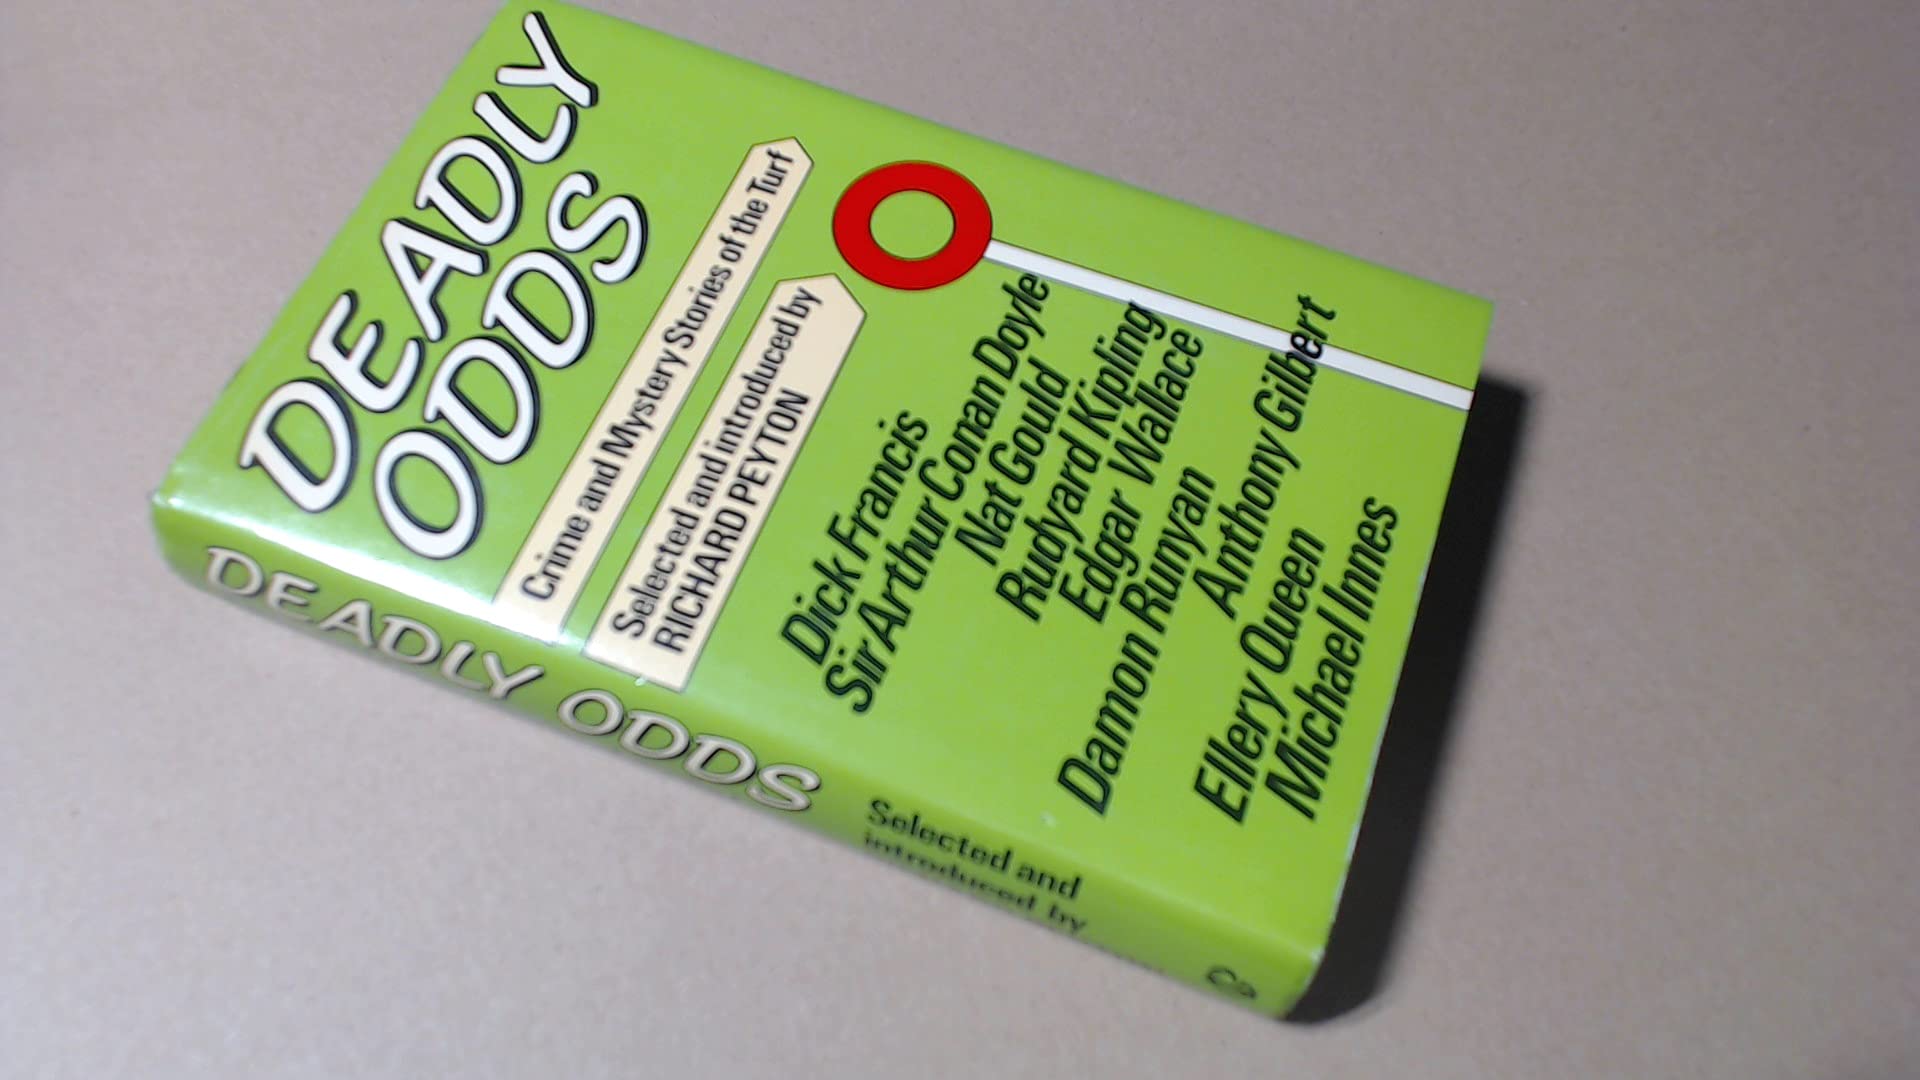 DEADLY
ODDS
Crime and Mystery Stories of the Turf
Selected and introduced by
RICHARD PEYTON
Dick Francis
Sir Arthur Conan Doyle
Nat Gould
Rudyard Kipling
Edgar Wallace
Damon Runyan
Anthony Gilbert
Ellery Queen
Michael Innes
DEADLY ODDS
Selected and
introduced by